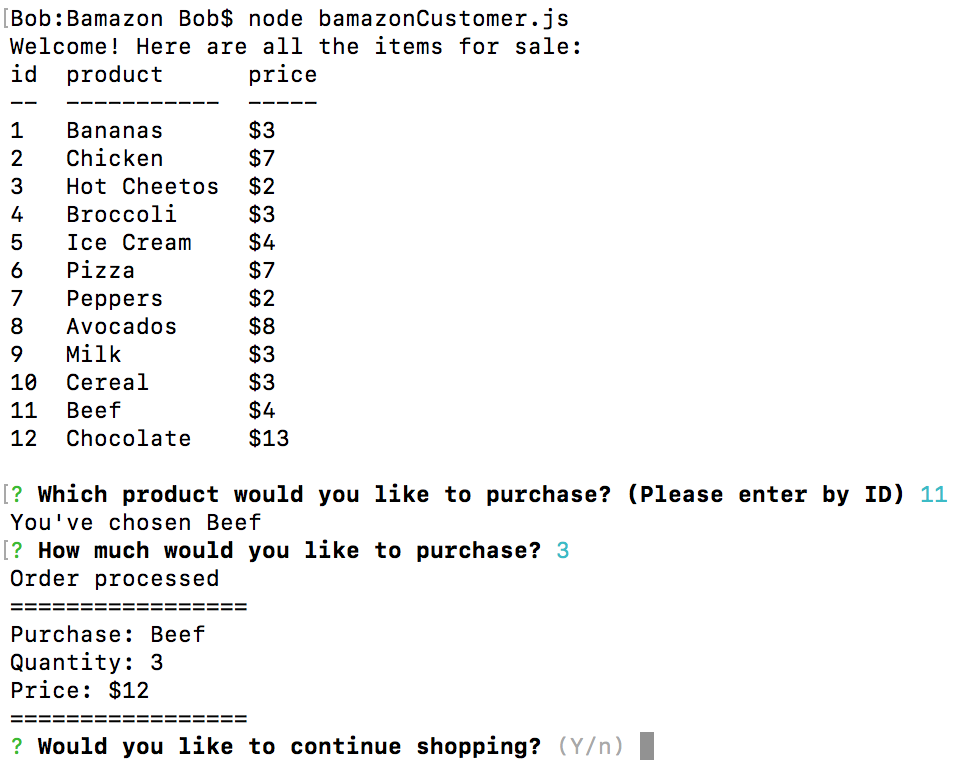 [Bob:Bamazon Bob$ node bamazonCustomer.js
Welcome! Here are all the items for sale:
id  product      price
--  -----------  -----
1   Bananas      $3
2   Chicken      $7
3   Hot Cheetos  $2
4   Broccoli     $3
5   Ice Cream    $4
6   Pizza        $7
7   Peppers      $2
8   Avocados     $8
9   Milk         $3
10  Cereal       $3
11  Beef         $4
12  Chocolate    $13
[? Which product would you like to purchase? (Please enter by ID) 11
You've chosen Beef
[? How much would you like to purchase? 3
Order processed
=================
Purchase: Beef
Quantity: 3
Price: $12
=================
? Would you like to continue shopping? (Y/n)